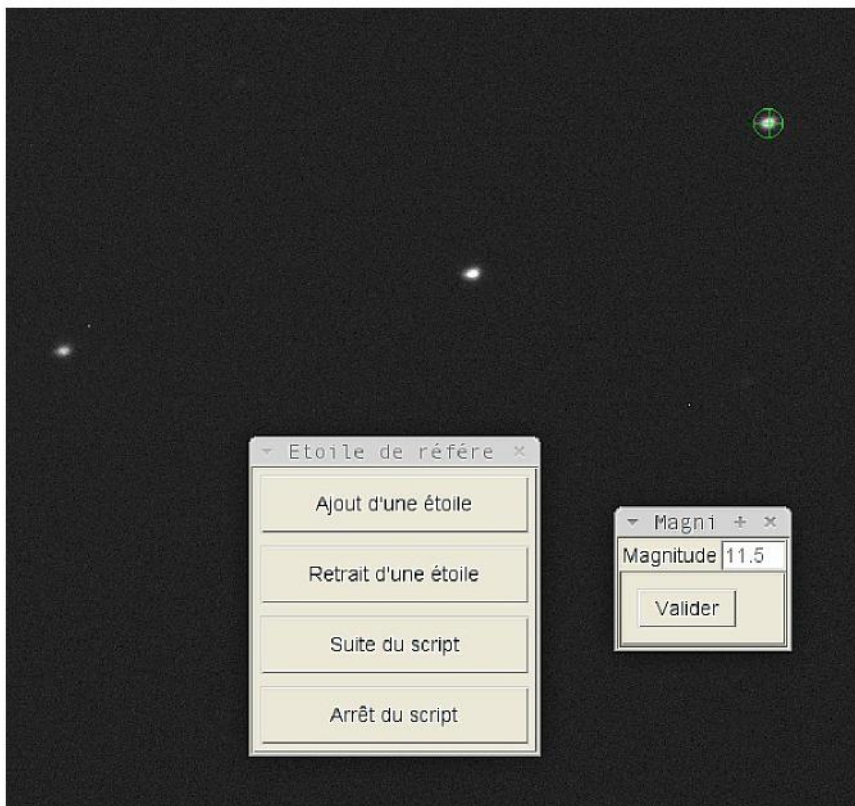 Etoile de référe
Ajout d'une étoile
Retrait d'une étoile
Suite du script
Arrêt du script
Magni
Magnitude 11.5
Valider